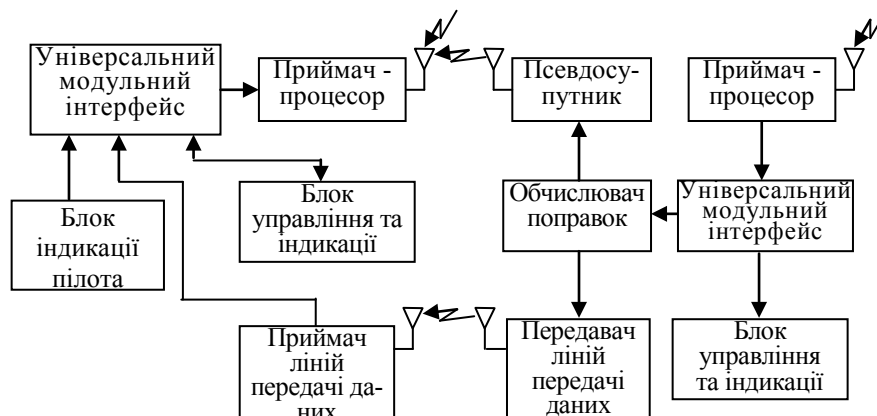 Універсальний
модульний
інтерфейс
Приймач -
процесор
Псевдосу-
путник
Приймач -
процесор
Блок
індикації
пілота
Блок
управління та
індикації
Обчислювач
поправок
Універсальний
модульний
інтерфейс
Приймач
ліній
передачі да-
них
Передавач
ліній
передачі
даних
Блок
управління
та індикації